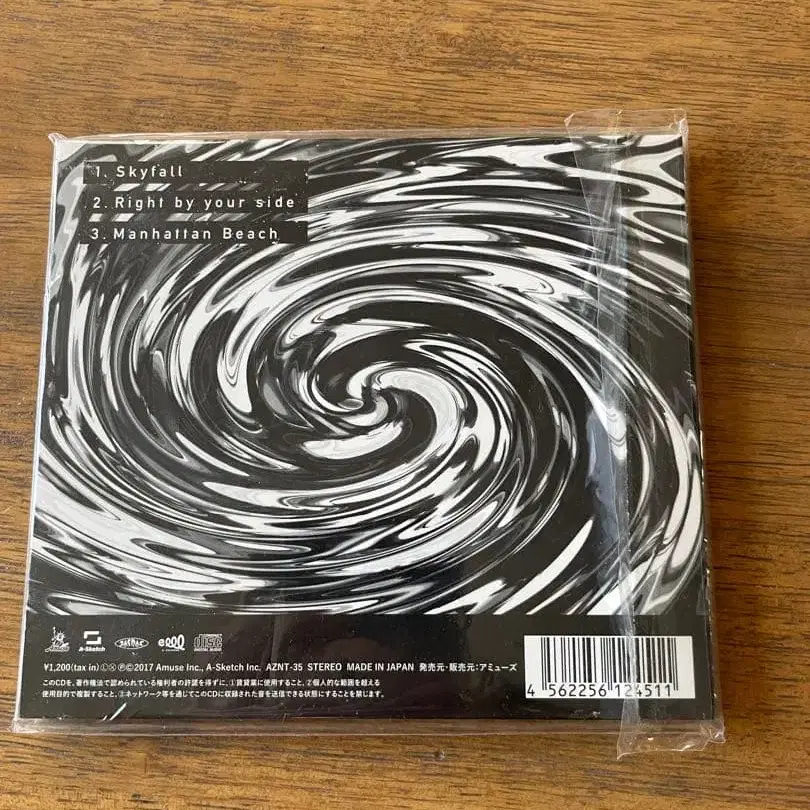 1. Skyfall
2. Right by your side
3. Manhattan Beach
A-Sketch
disc
DIGITAL AUDIO
¥1,200(tax in)ⓁⓍⓅ©2017 Amuse Inc., A-Sketch Inc. AZNT-35 STEREO MADE IN JAPAN 発売元・販売元：アミューズ
このCDを、著作権法で認められている権利者の許諾を得ずに、①賃貸業に使用すること、②個人的な範囲を超える
使用目的で複製すること、③ネットワーク等を通じてこのCDに収録された音を送信できる状態にすることを禁じます。
4 562256 124511